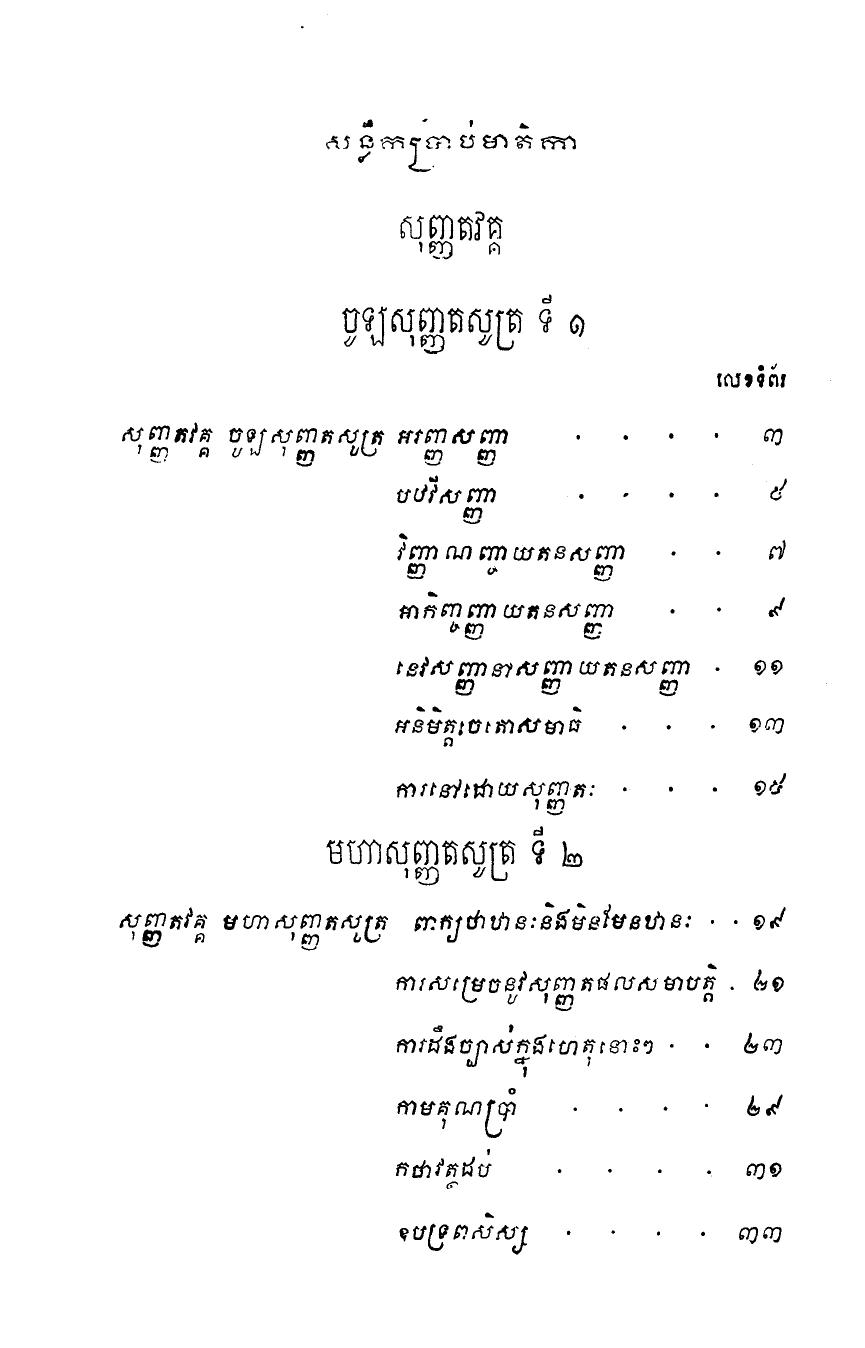 សន្លឹកប្រាប់មាតិកា
សុញ្ញតវគ្គ
ចូឡសុញ្ញតសូត្រ ទី ១
លេខទំព័រ
សុញ្ញតវគ្គ ចូឡសុញ្ញតសូត្រ អរញ្ញសញ្ញា . . . . ៣
បឋវីសញ្ញា . . . . ៥
វិញ្ញាណញ្ចាយតនសញ្ញា . . ៧
អាកិញ្ចញ្ញាយតនសញ្ញា . . ៩
នេវសញ្ញានាសញ្ញាយតនសញ្ញា . ១១
អនិមិត្តចេតោសមាធិ . . . ១៣
ការនៅដោយសុញ្ញតៈ . . . ១៥
មហាសុញ្ញតសូត្រ ទី ២
សុញ្ញតវគ្គ មហាសុញ្ញតសូត្រ ពាក្យថាឋានៈនិងមិនមែនឋានៈ . . ១៩
ការសម្រេចនូវសុញ្ញតផលសមាបត្តិ . ២១
ការដឹងច្បាស់ក្នុងហេតុនោះៗ . . ២៣
កាមគុណប្រាំ . . . . ២៩
កថាវត្ថុដប់ . . . . ៣១
ឧបទ្រពសិស្ស . . . . ៣៣